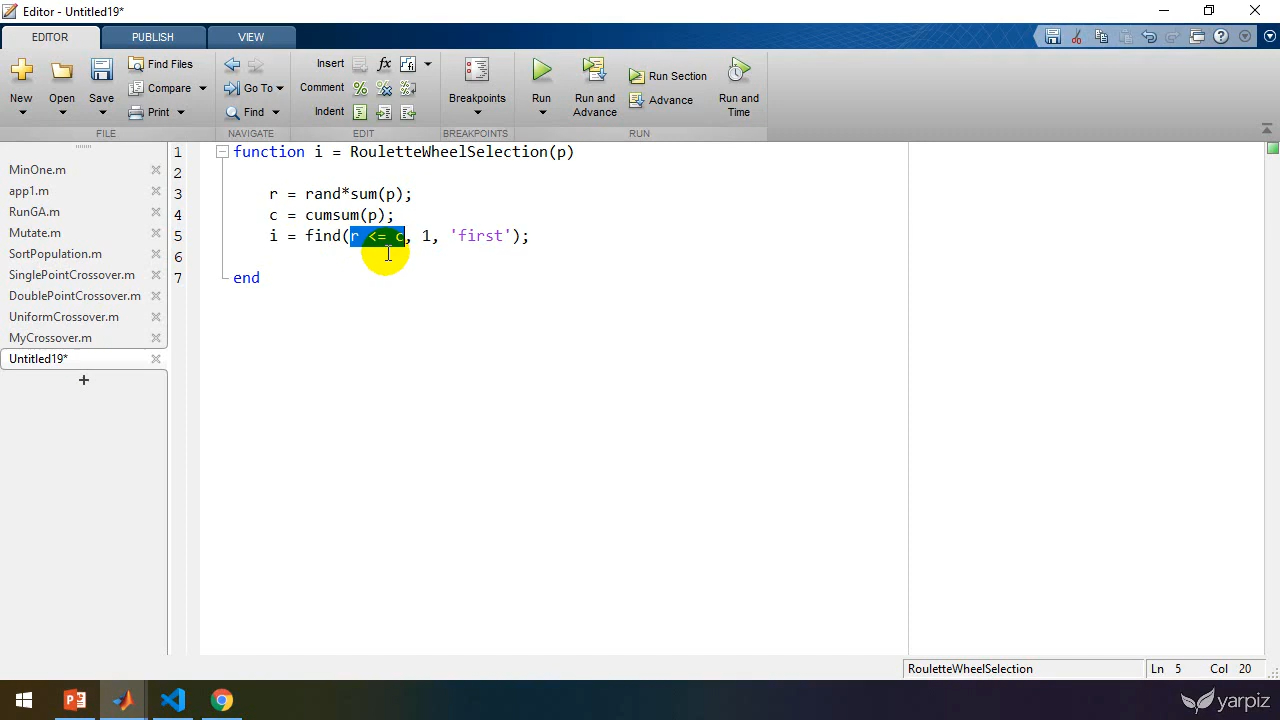 Editor - Untitled19*
EDITOR PUBLISH VIEW
New Open Save Find Files Compare Print
Go To Find
Insert fx
Comment % %
Indent
Breakpoints
Run Run and Advance Run Section Advance Run and Time
FILE NAVIGATE EDIT BREAKPOINTS RUN
MinOne.m
app1.m
RunGA.m
Mutate.m
SortPopulation.m
SinglePointCrossover.m
DoublePointCrossover.m
UniformCrossover.m
MyCrossover.m
Untitled19*
+
1 function i = RouletteWheelSelection(p)
2
3 r = rand*sum(p);
4 c = cumsum(p);
5 i = find(r <= c, 1, 'first');
6
7 end
RouletteWheelSelection Ln 5 Col 20
yarpiz